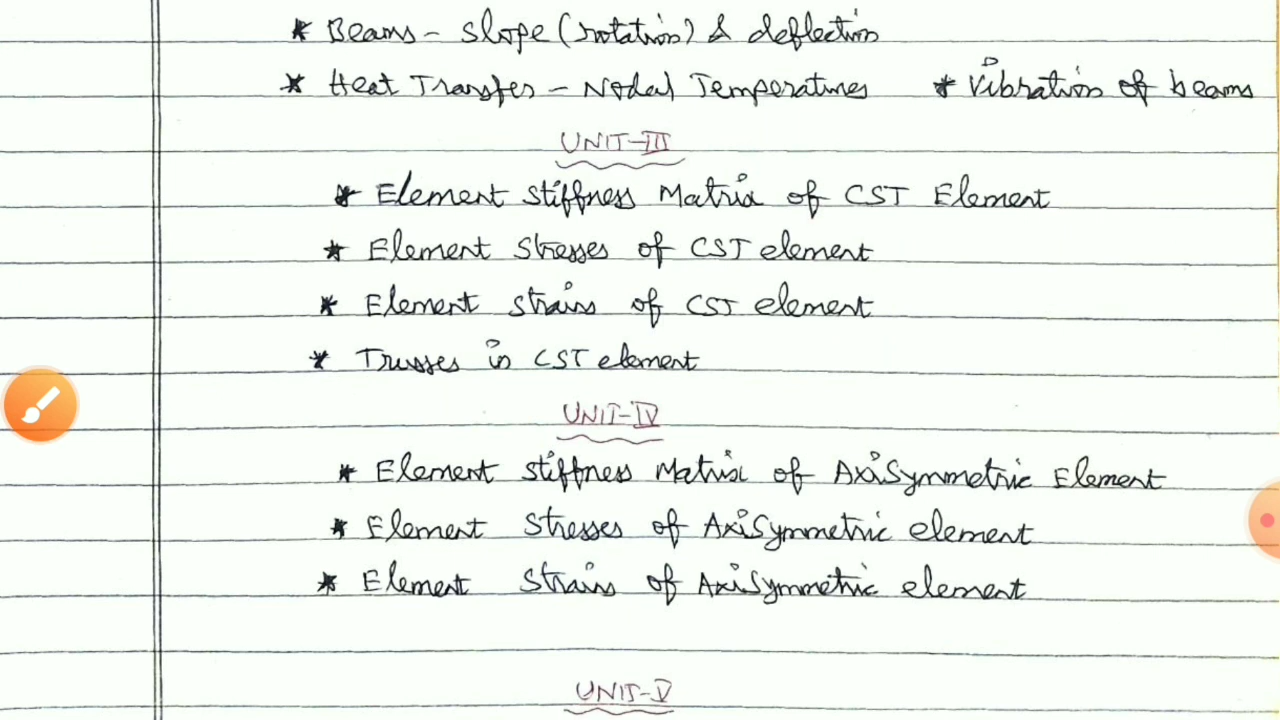 * Beams - slope (rotation) & deflection
* Heat Transfer - Nodal Temperatures * Vibration of beams
UNIT-III
* Element Stiffness Matrix of CST Element
* Element Stresses of CST element
* Element Strains of CST element
* Trusses in CST element
UNIT-IV
* Element Stiffness Matrix of AxiSymmetric Element
* Element Stresses of AxiSymmetric element
* Element Strains of AxiSymmetric element
UNIT-V